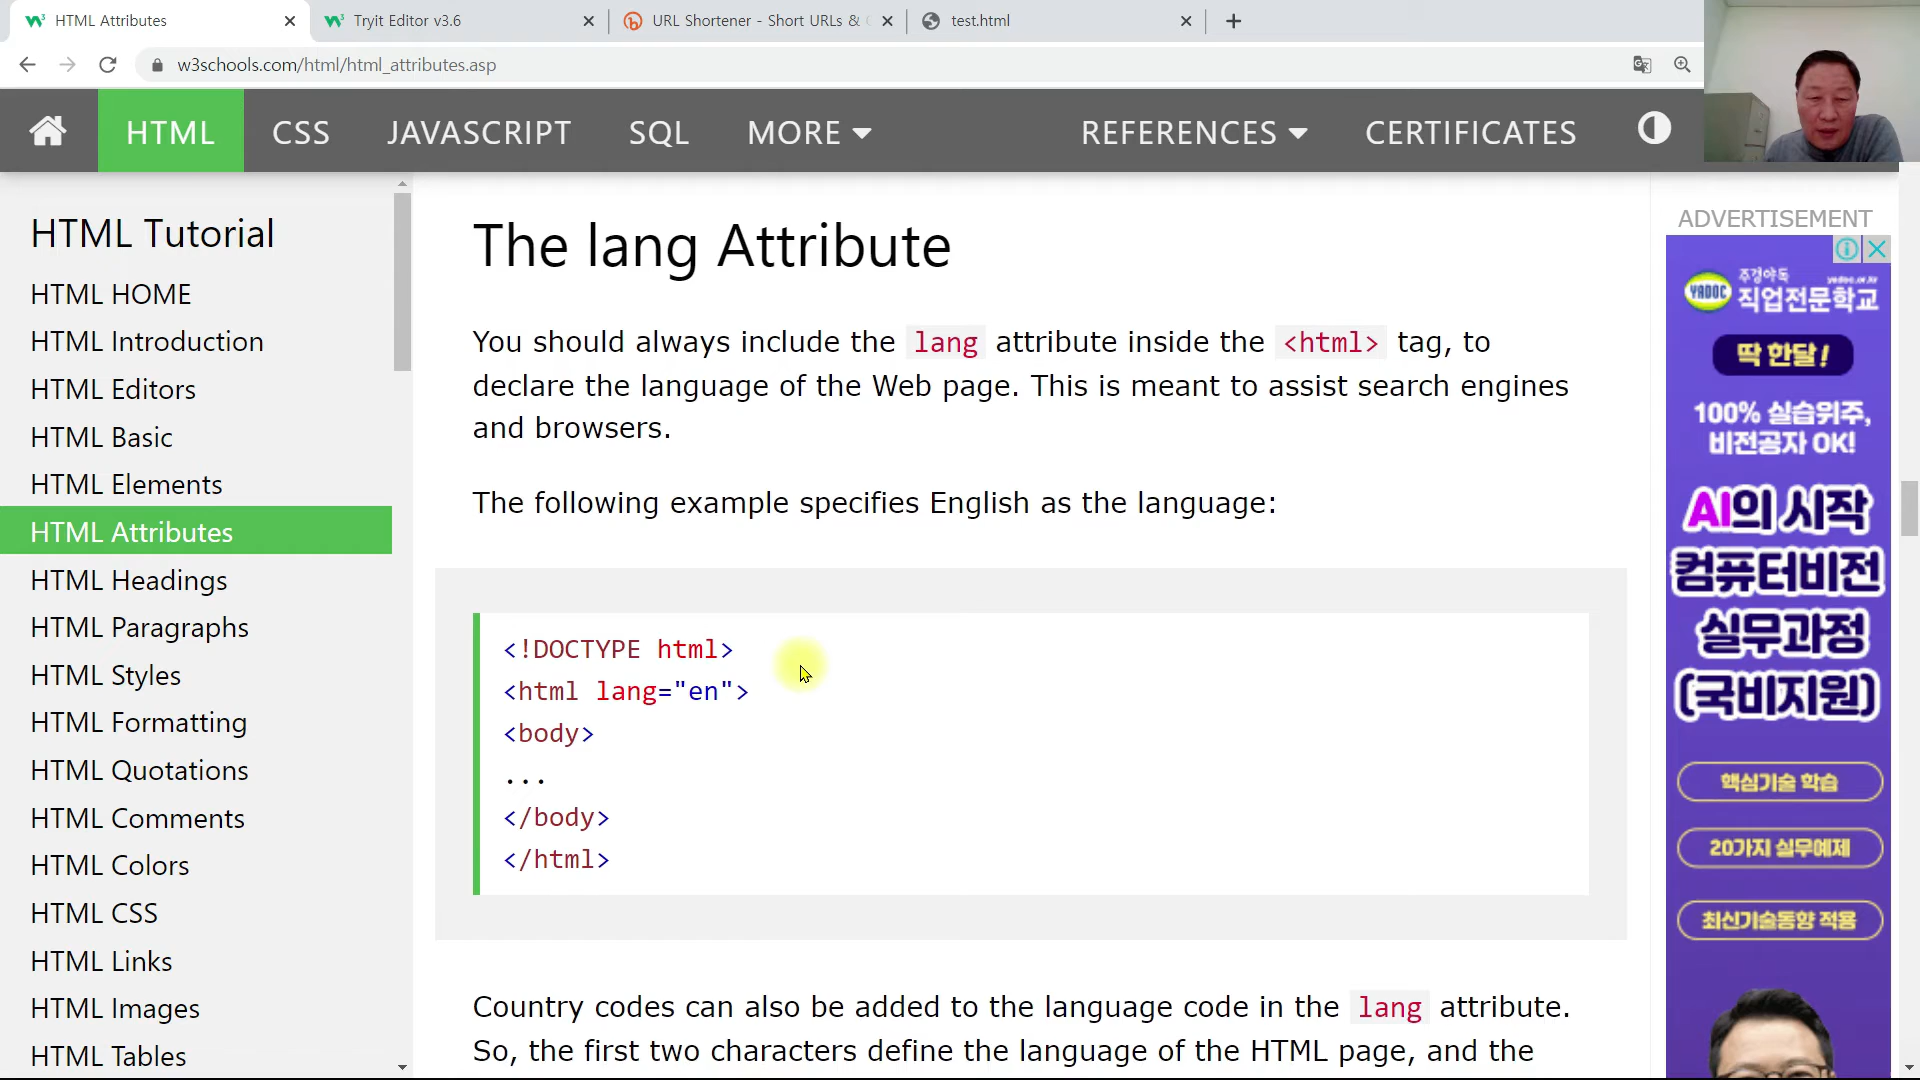 HTML Attributes
Tryit Editor v3.6
URL Shortener - Short URLs &
test.html
w3schools.com/html/html_attributes.asp
HTML
CSS
JAVASCRIPT
SQL
MORE
REFERENCES
CERTIFICATES
HTML Tutorial
HTML HOME
HTML Introduction
HTML Editors
HTML Basic
HTML Elements
HTML Attributes
HTML Headings
HTML Paragraphs
HTML Styles
HTML Formatting
HTML Quotations
HTML Comments
HTML Colors
HTML CSS
HTML Links
HTML Images
HTML Tables
The lang Attribute
You should always include the lang attribute inside the <html> tag, to
declare the language of the Web page. This is meant to assist search engines
and browsers.
The following example specifies English as the language:
<!DOCTYPE html>
<html lang="en">
<body>
...
</body>
</html>
Country codes can also be added to the language code in the lang attribute.
So, the first two characters define the language of the HTML page, and the
ADVERTISEMENT
YADOC
주경야독
yadoc.or.kr
직업전문학교
딱 한달!
100% 실습위주,
비전공자 OK!
AI의 시작
컴퓨터비전
실무과정
(국비지원)
핵심기술 학습
20가지 실무예제
최신기술동향 적용